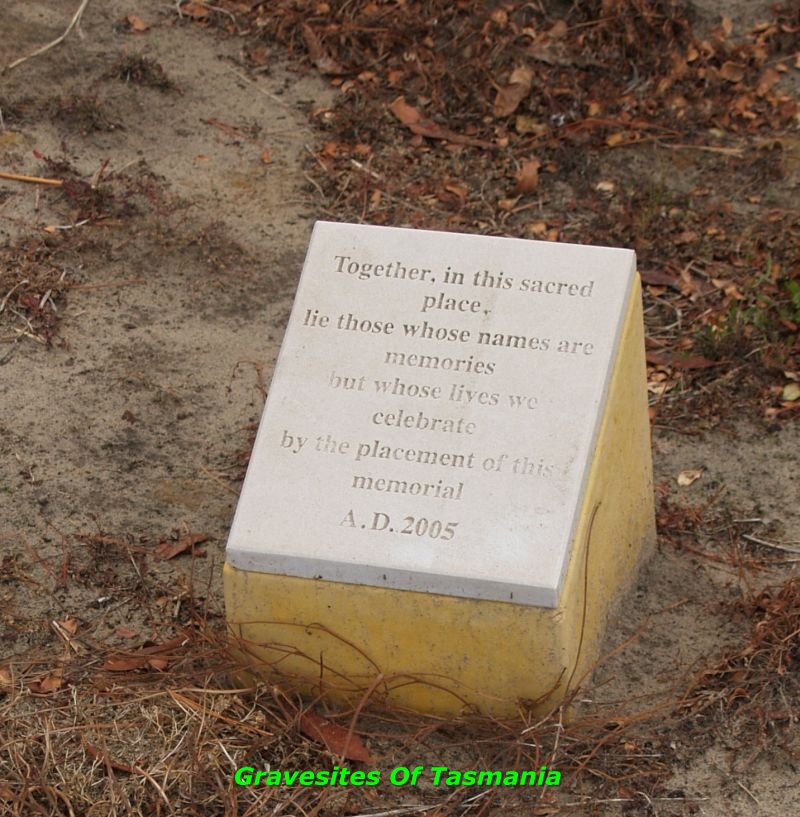 Together, in this sacred
place,
lie those whose names are
memories
but whose lives we
celebrate
by the placement of this
memorial
A.D. 2005
Gravesites Of Tasmania